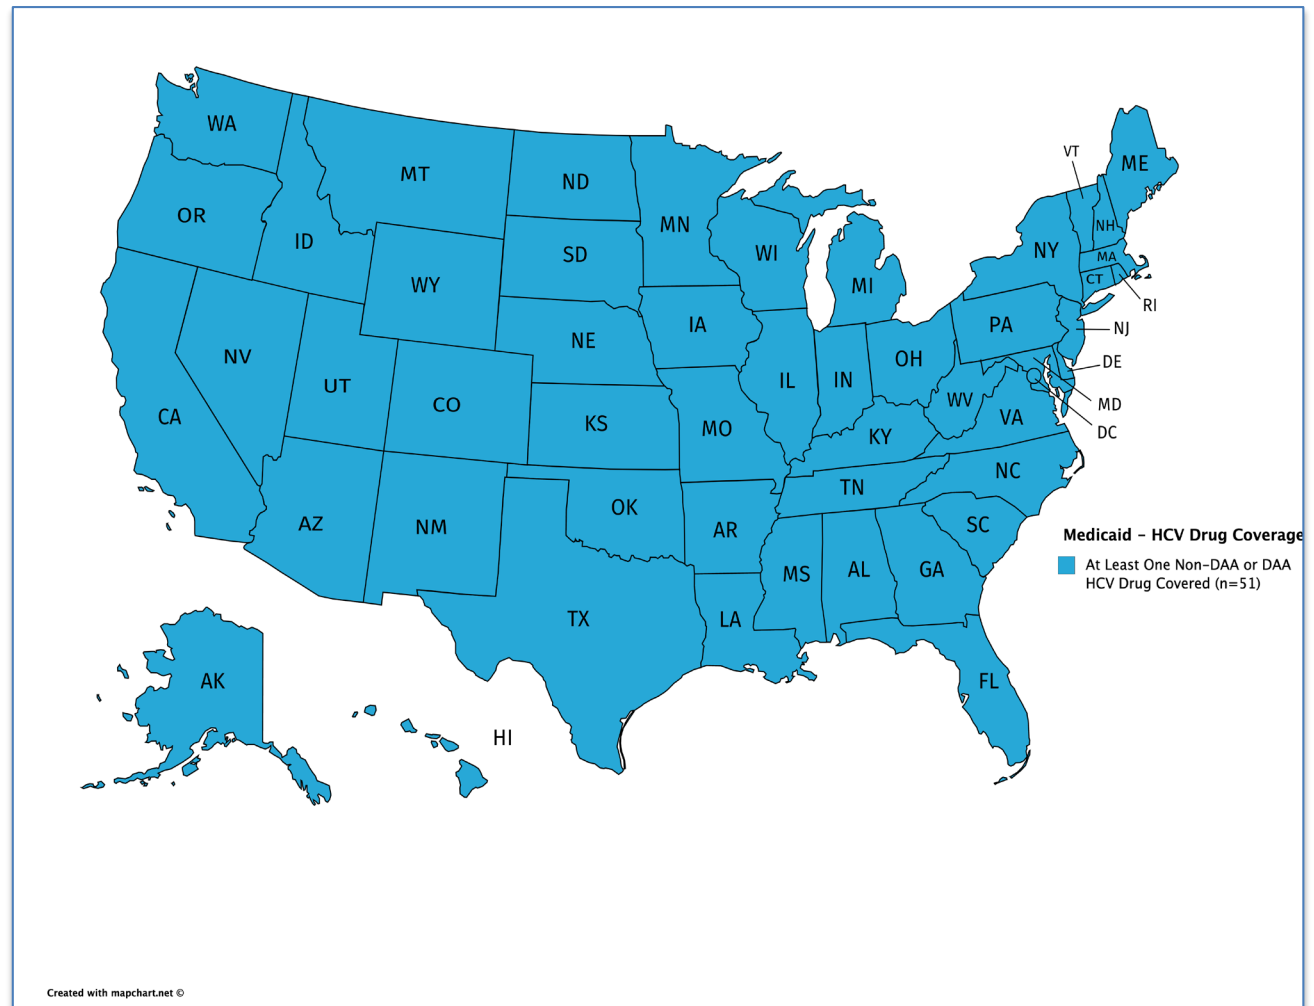 WA
MT
ND
MN
VT
ME
OR
ID
SD
WI
NY
NH
MA
WY
MI
CT
RI
IA
PA
NJ
NE
NV
OH
DE
UT
IL
IN
CO
WV
MD
CA
KS
MO
VA
DC
KY
NC
TN
OK
AZ
NM
AR
SC
Medicaid – HCV Drug Coverage
MS
AL
GA
At Least One Non-DAA or DAA
HCV Drug Covered (n=51)
TX
LA
AK
FL
HI
Created with mapchart.net ©